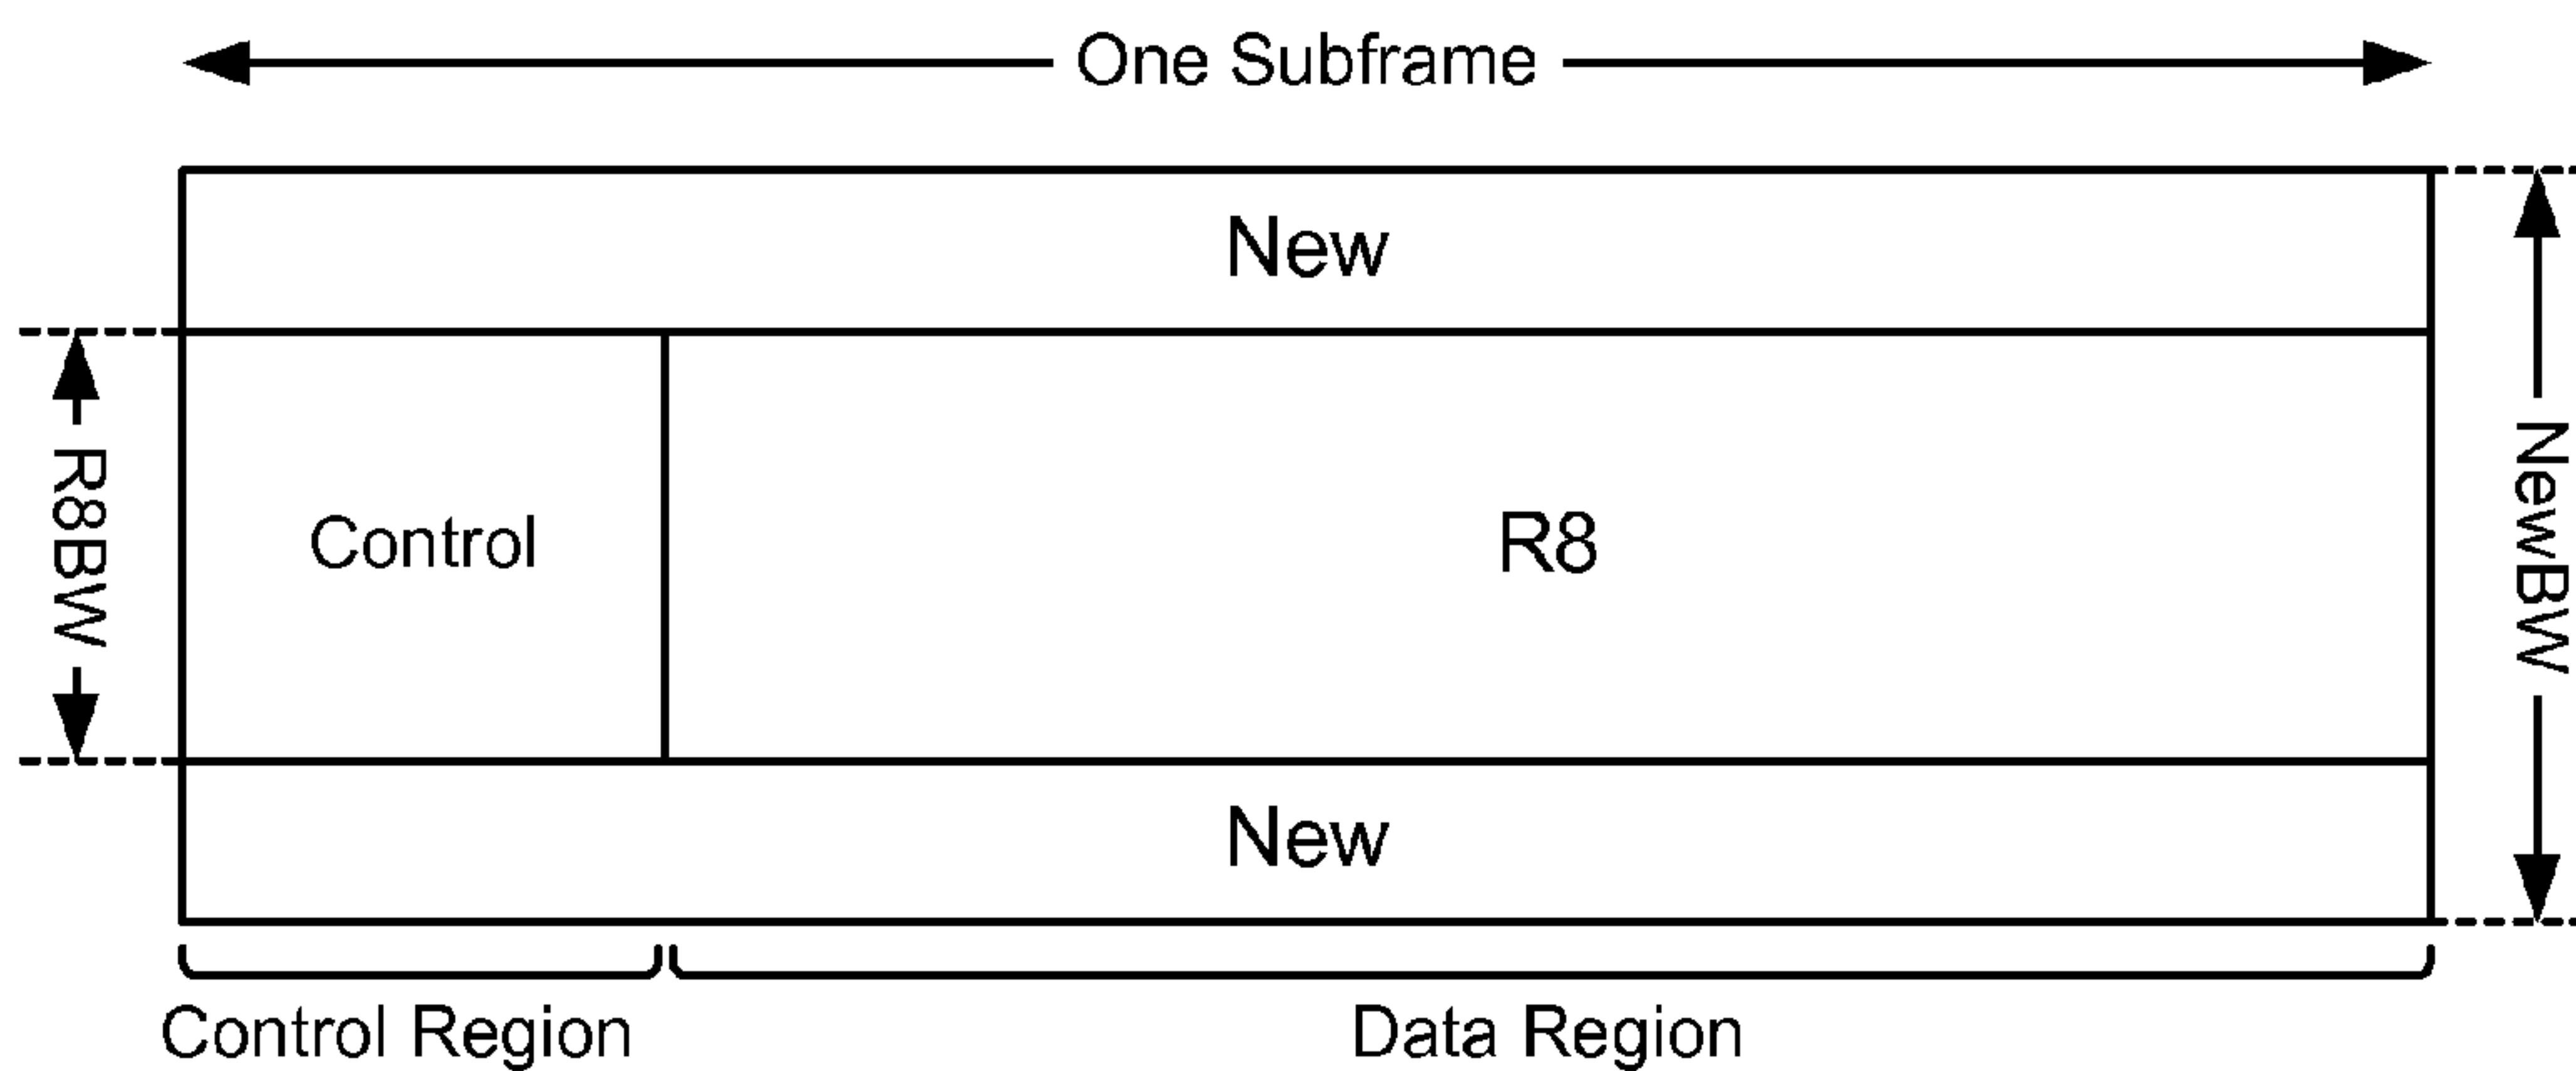 One Subframe
New
R8BW
Control
R8
NewBW
New
Control Region
Data Region